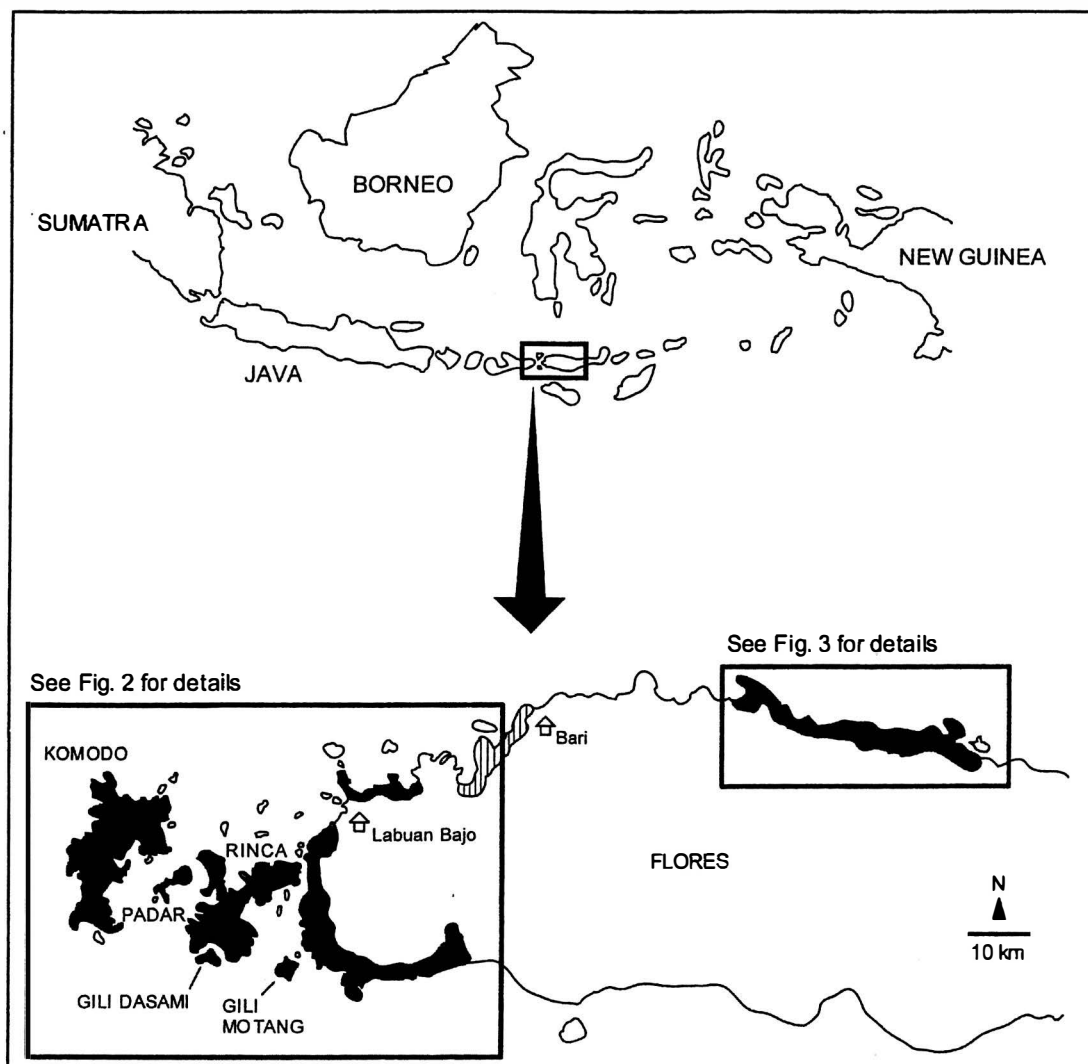 BORNEO
SUMATRA
NEW GUINEA
JAVA
See Fig. 3 for details
See Fig. 2 for details
Bari
KOMODO
Labuan Bajo
RINCA
FLORES
N
PADAR
10 km
GILI DASAMI
GILI
MOTANG